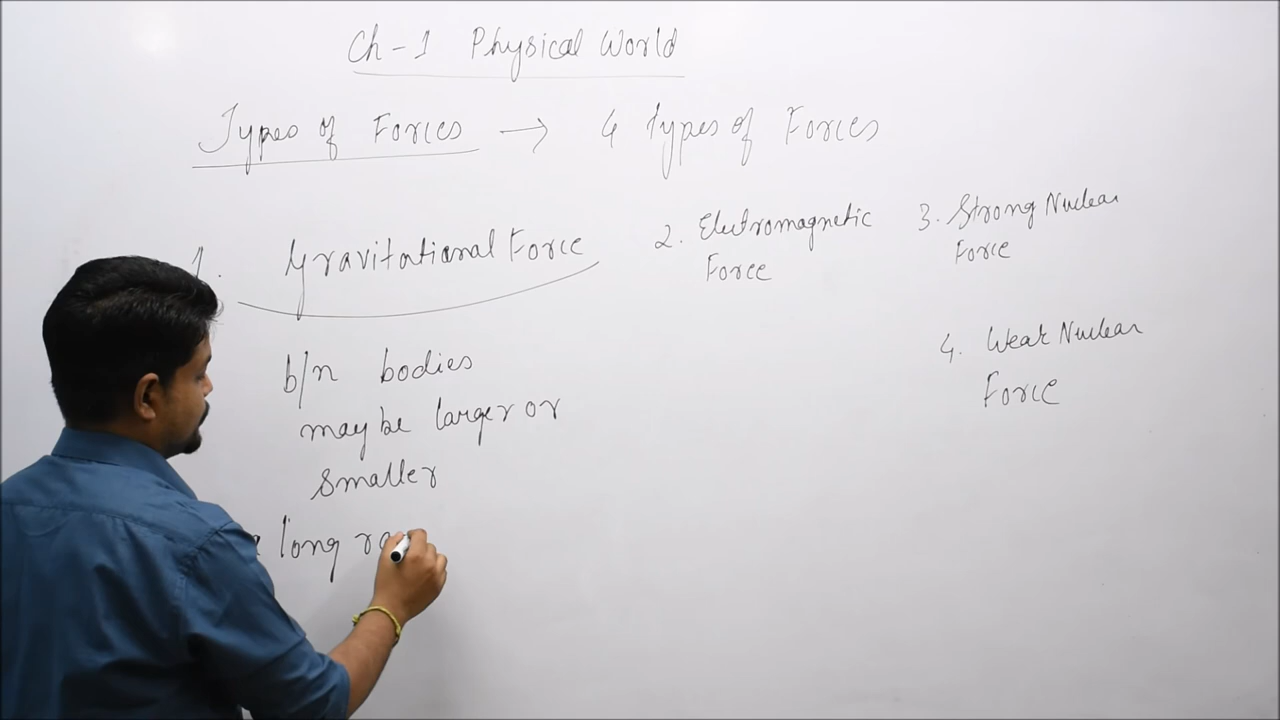 Ch-1 Physical World
Types of Forces → 4 Types of Forces
1. Gravitational Force
b/n bodies
may be larger or
smaller
long ra
2. Electromagnetic
Force
3. Strong Nuclear
Force
4. Weak Nuclear
Force